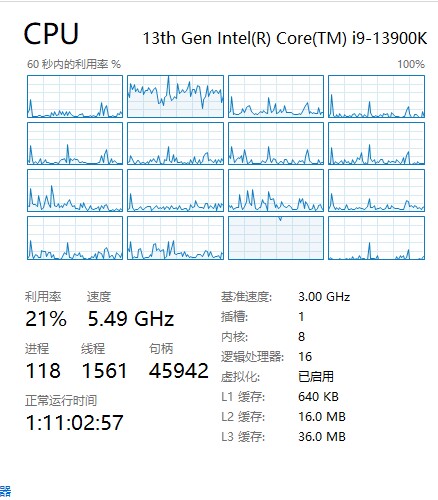 CPU
13th Gen Intel(R) Core(TM) i9-13900K
60 秒内的利用率 %
100%
利用率 速度
21% 5.49 GHz
进程 线程 句柄
118 1561 45942
正常运行时间
1:11:02:57
基准速度: 3.00 GHz
插槽: 1
内核: 8
逻辑处理器: 16
虚拟化: 已启用
L1 缓存: 640 KB
L2 缓存: 16.0 MB
L3 缓存: 36.0 MB
器